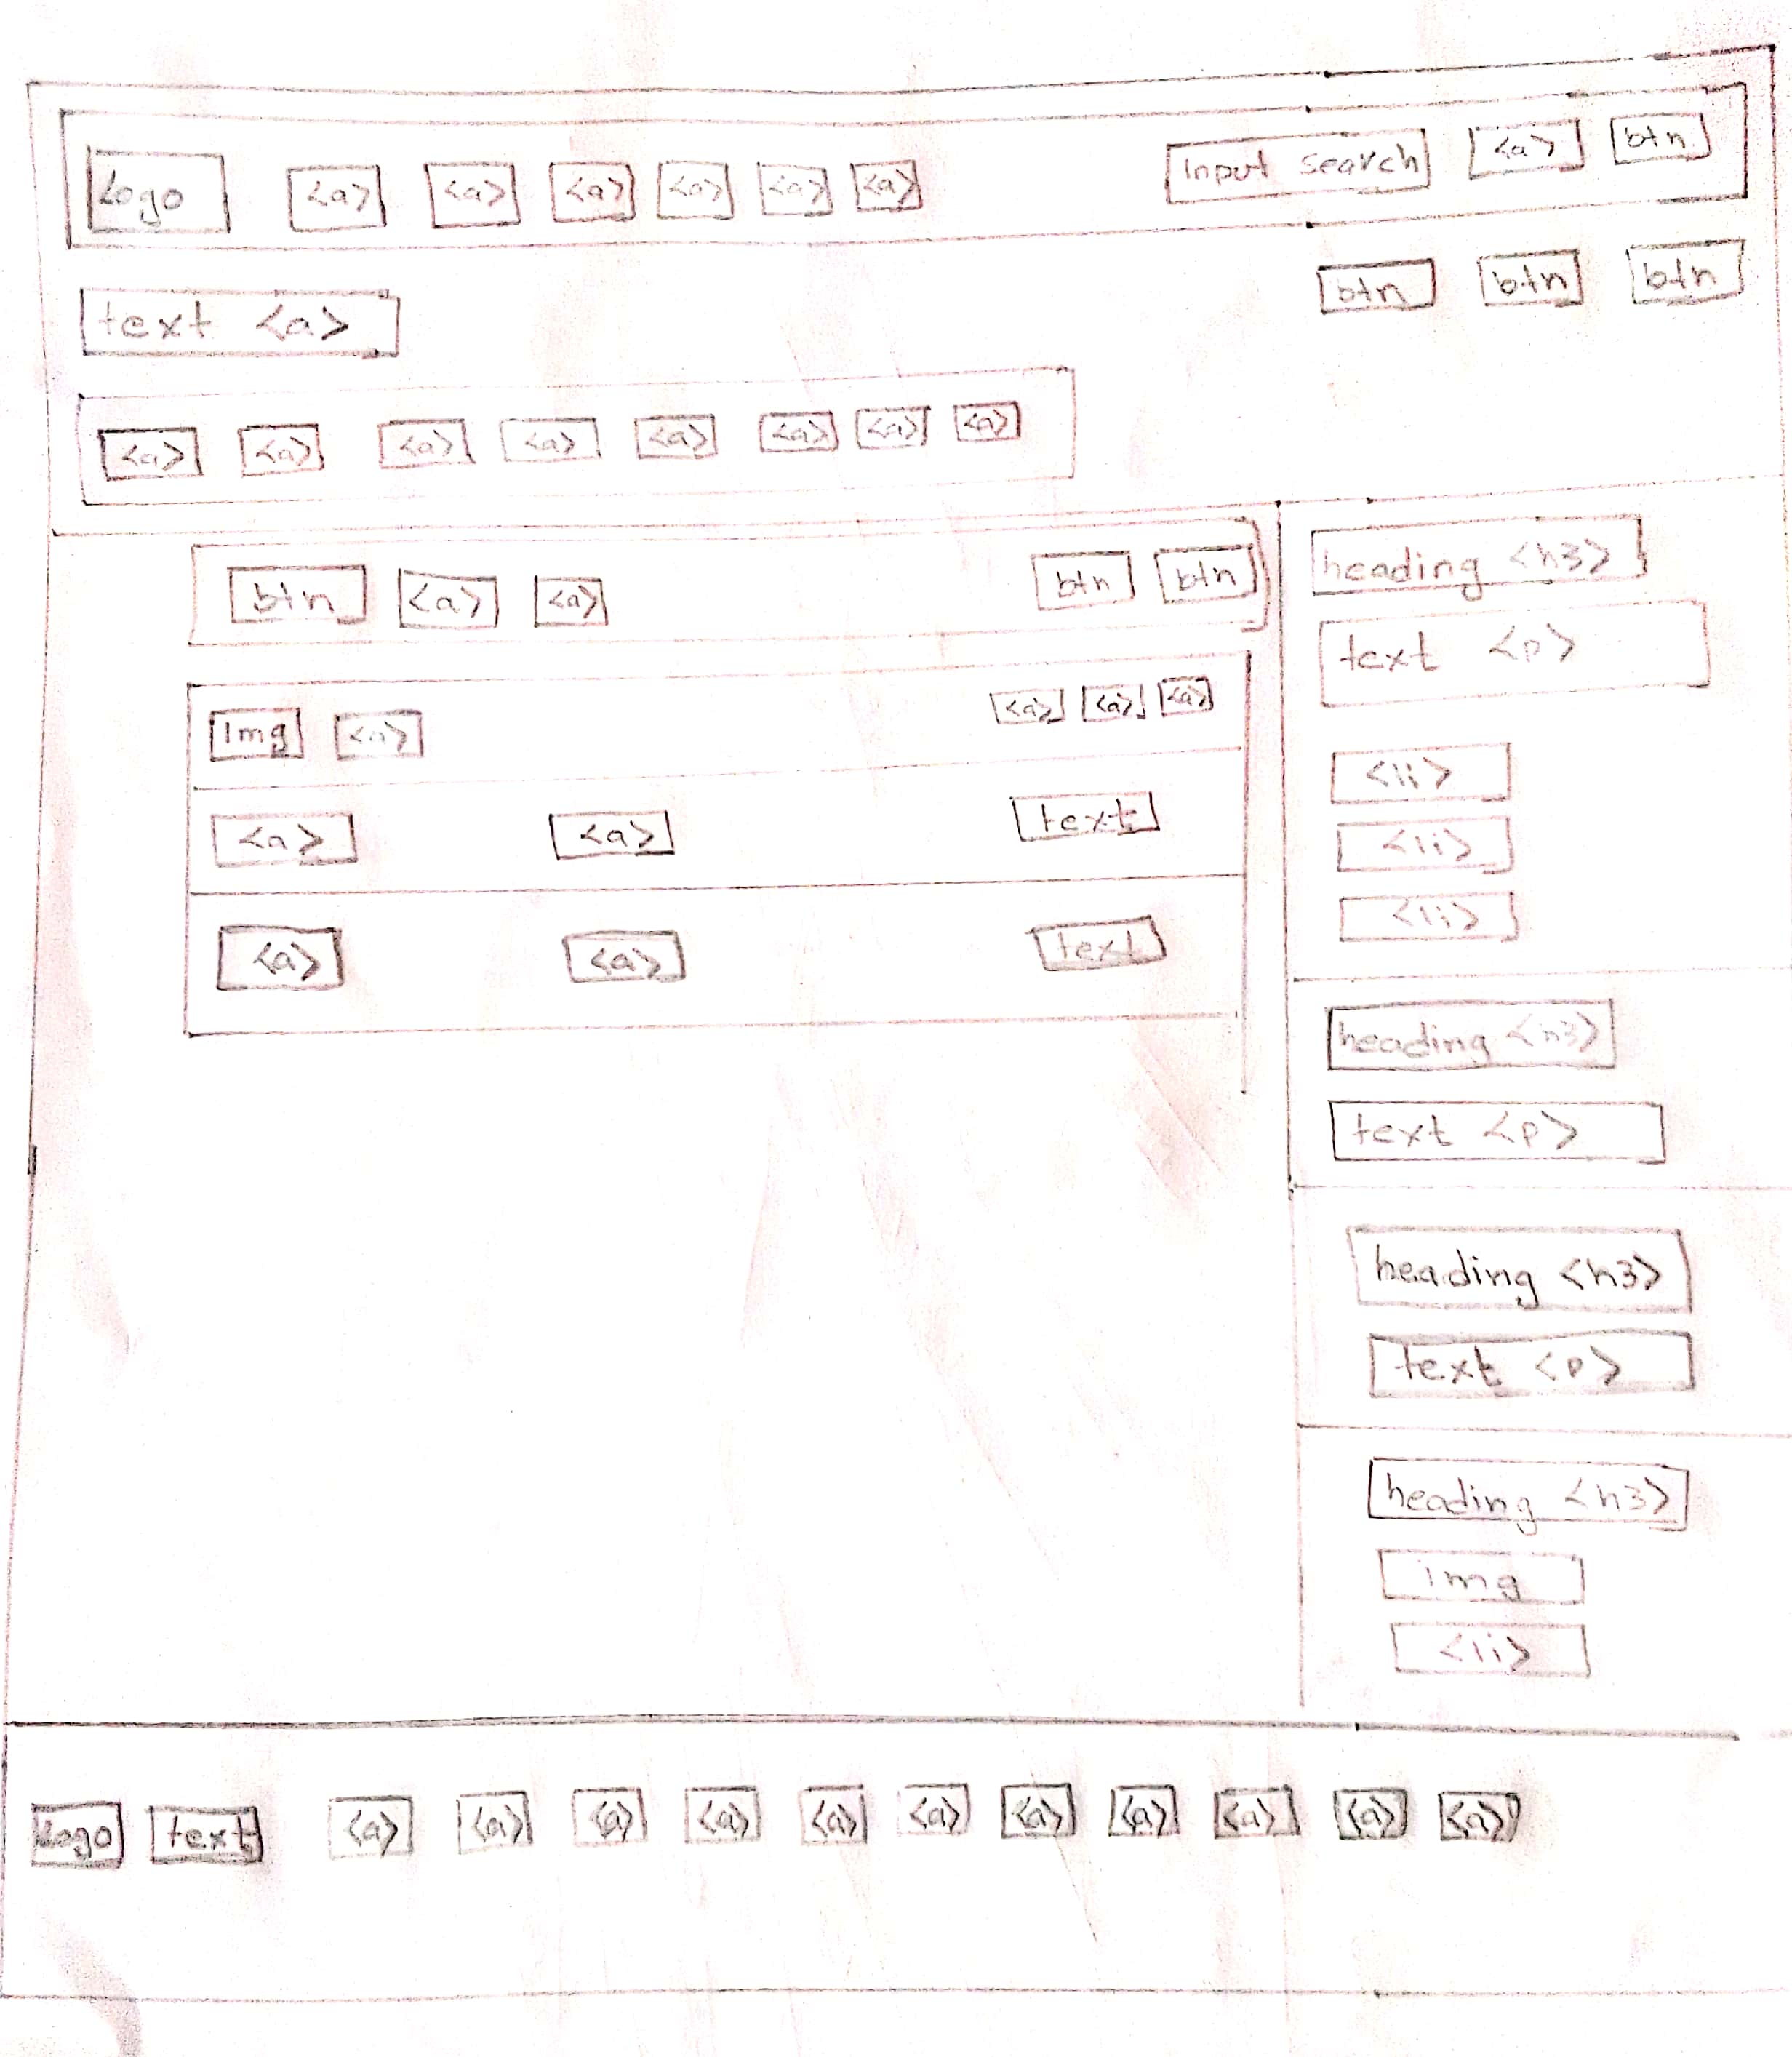 Logo <a> <a> <a> <a> <a> <a> Input search <a> btn
text <a> btn btn btn
<a> <a> <a> <a> <a> <a> <a> <a>
btn <a> <a> btn btn
Img <a> <a> <a> <a>
<a> <a> text
<a> <a> text
heading <h3>
text <p>
<li>
<li>
<li>
heading <h3>
text <p>
heading <h3>
text <p>
heading <h3>
img
<li>
Logo text <a> <a> <a> <a> <a> <a> <a> <a> <a> <a> <a>